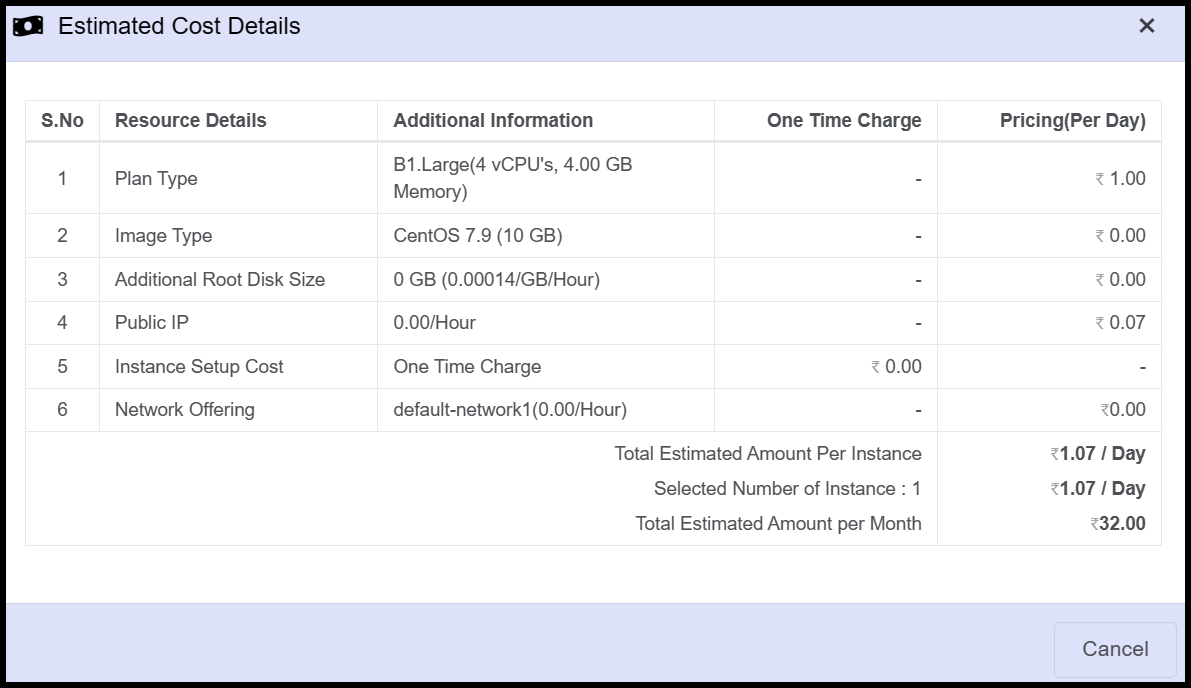 Estimated Cost Details ×
S.No Resource Details Additional Information One Time Charge Pricing(Per Day)
1 Plan Type B1.Large(4 vCPU's, 4.00 GB
Memory) - ₹ 1.00
2 Image Type CentOS 7.9 (10 GB) - ₹ 0.00
3 Additional Root Disk Size 0 GB (0.00014/GB/Hour) - ₹ 0.00
4 Public IP 0.00/Hour - ₹ 0.07
5 Instance Setup Cost One Time Charge ₹ 0.00 -
6 Network Offering default-network1(0.00/Hour) - ₹0.00
Total Estimated Amount Per Instance ₹1.07 / Day
Selected Number of Instance : 1 ₹1.07 / Day
Total Estimated Amount per Month ₹32.00
Cancel